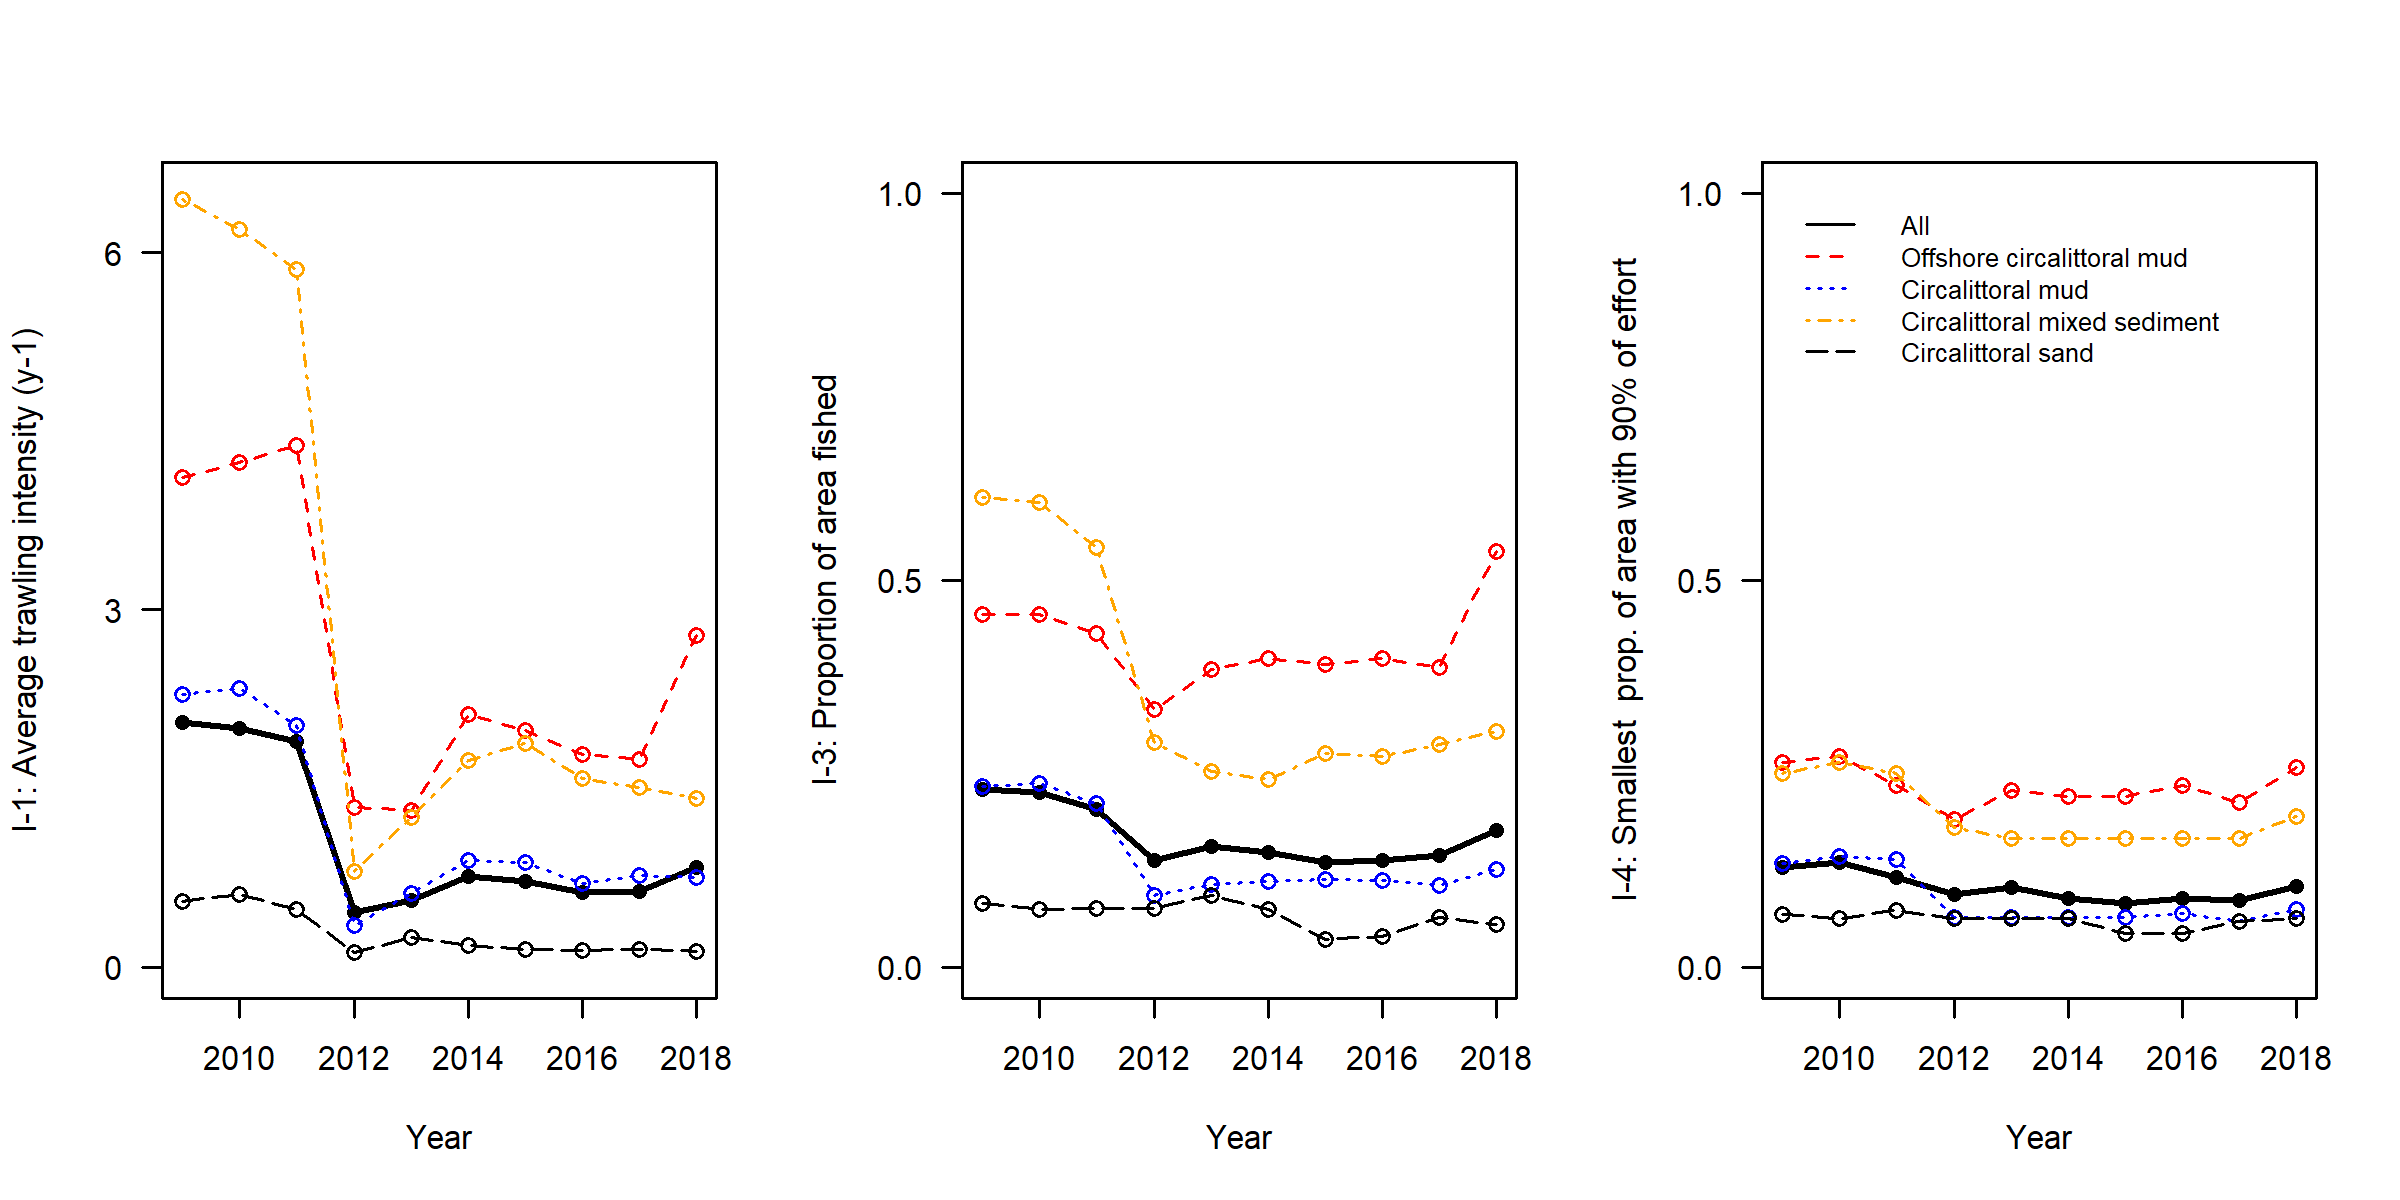 I-1: Average trawling intensity (y-1)
6
3
0
2010 2012 2014 2016 2018
Year
I-3: Proportion of area fished
1.0
0.5
0.0
2010 2012 2014 2016 2018
Year
I-4: Smallest prop. of area with 90% of effort
1.0
0.5
0.0
All
Offshore circalittoral mud
Circalittoral mud
Circalittoral mixed sediment
Circalittoral sand
2010 2012 2014 2016 2018
Year